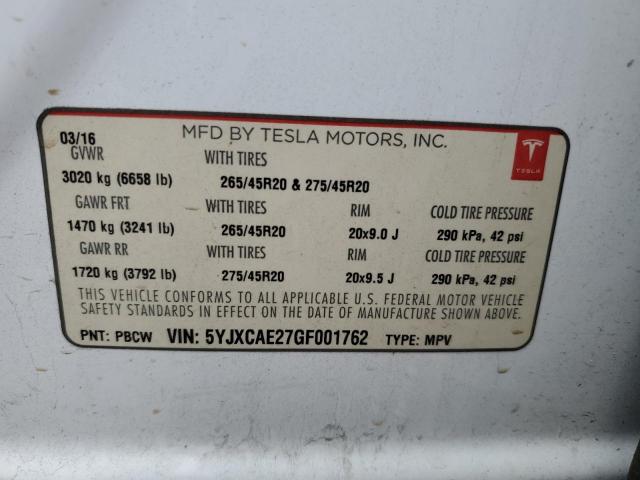 03/16 MFD BY TESLA MOTORS, INC.
TESLA
GVWR WITH TIRES
3020 kg (6658 lb) 265/45R20 & 275/45R20
GAWR FRT WITH TIRES RIM COLD TIRE PRESSURE
1470 kg (3241 lb) 265/45R20 20x9.0 J 290 kPa, 42 psi
GAWR RR WITH TIRES RIM COLD TIRE PRESSURE
1720 kg (3792 lb) 275/45R20 20x9.5 J 290 kPa, 42 psi
THIS VEHICLE CONFORMS TO ALL APPLICABLE U.S. FEDERAL MOTOR VEHICLE
SAFETY STANDARDS IN EFFECT ON THE DATE OF MANUFACTURE SHOWN ABOVE.
PNT: PBCW VIN: 5YJXCAE27GF001762 TYPE: MPV